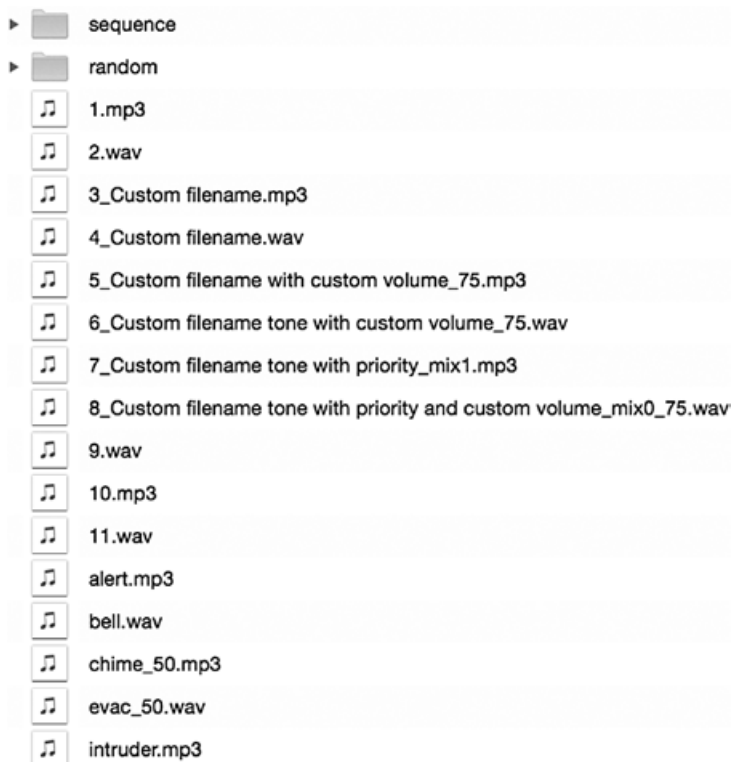 sequence
random
1.mp3
2.wav
3_Custom filename.mp3
4_Custom filename.wav
5_Custom filename with custom volume_75.mp3
6_Custom filename tone with custom volume_75.wav
7_Custom filename tone with priority_mix1.mp3
8_Custom filename tone with priority and custom volume_mix0_75.wav
9.wav
10.mp3
11.wav
alert.mp3
bell.wav
chime_50.mp3
evac_50.wav
intruder.mp3